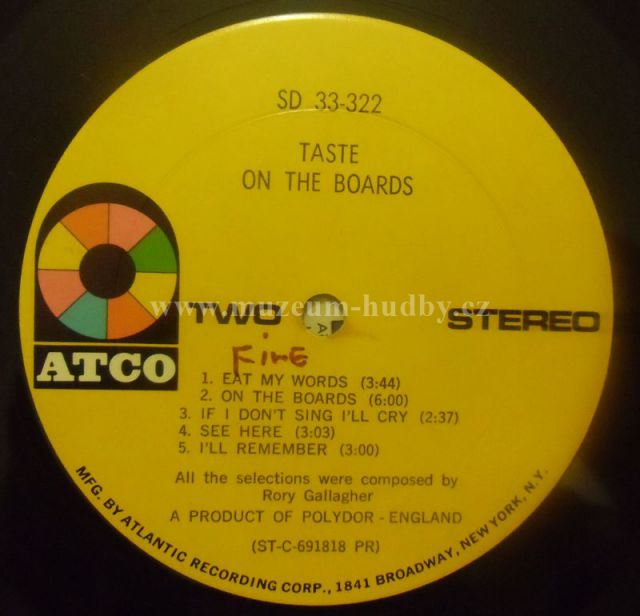 SD 33-322
TASTE
ON THE BOARDS
www.muzeum-hudby.cz
TWO
STEREO
ATCO
FinE
1. EAT MY WORDS (3:44)
2. ON THE BOARDS (6:00)
3. IF I DON'T SING I'LL CRY (2:37)
4. SEE HERE (3:03)
5. I'LL REMEMBER (3:00)
All the selections were composed by
Rory Gallagher
A PRODUCT OF POLYDOR - ENGLAND
(ST-C-691818 PR)
MFG. BY ATLANTIC RECORDING CORP., 1841 BROADWAY, NEW YORK, N.Y.